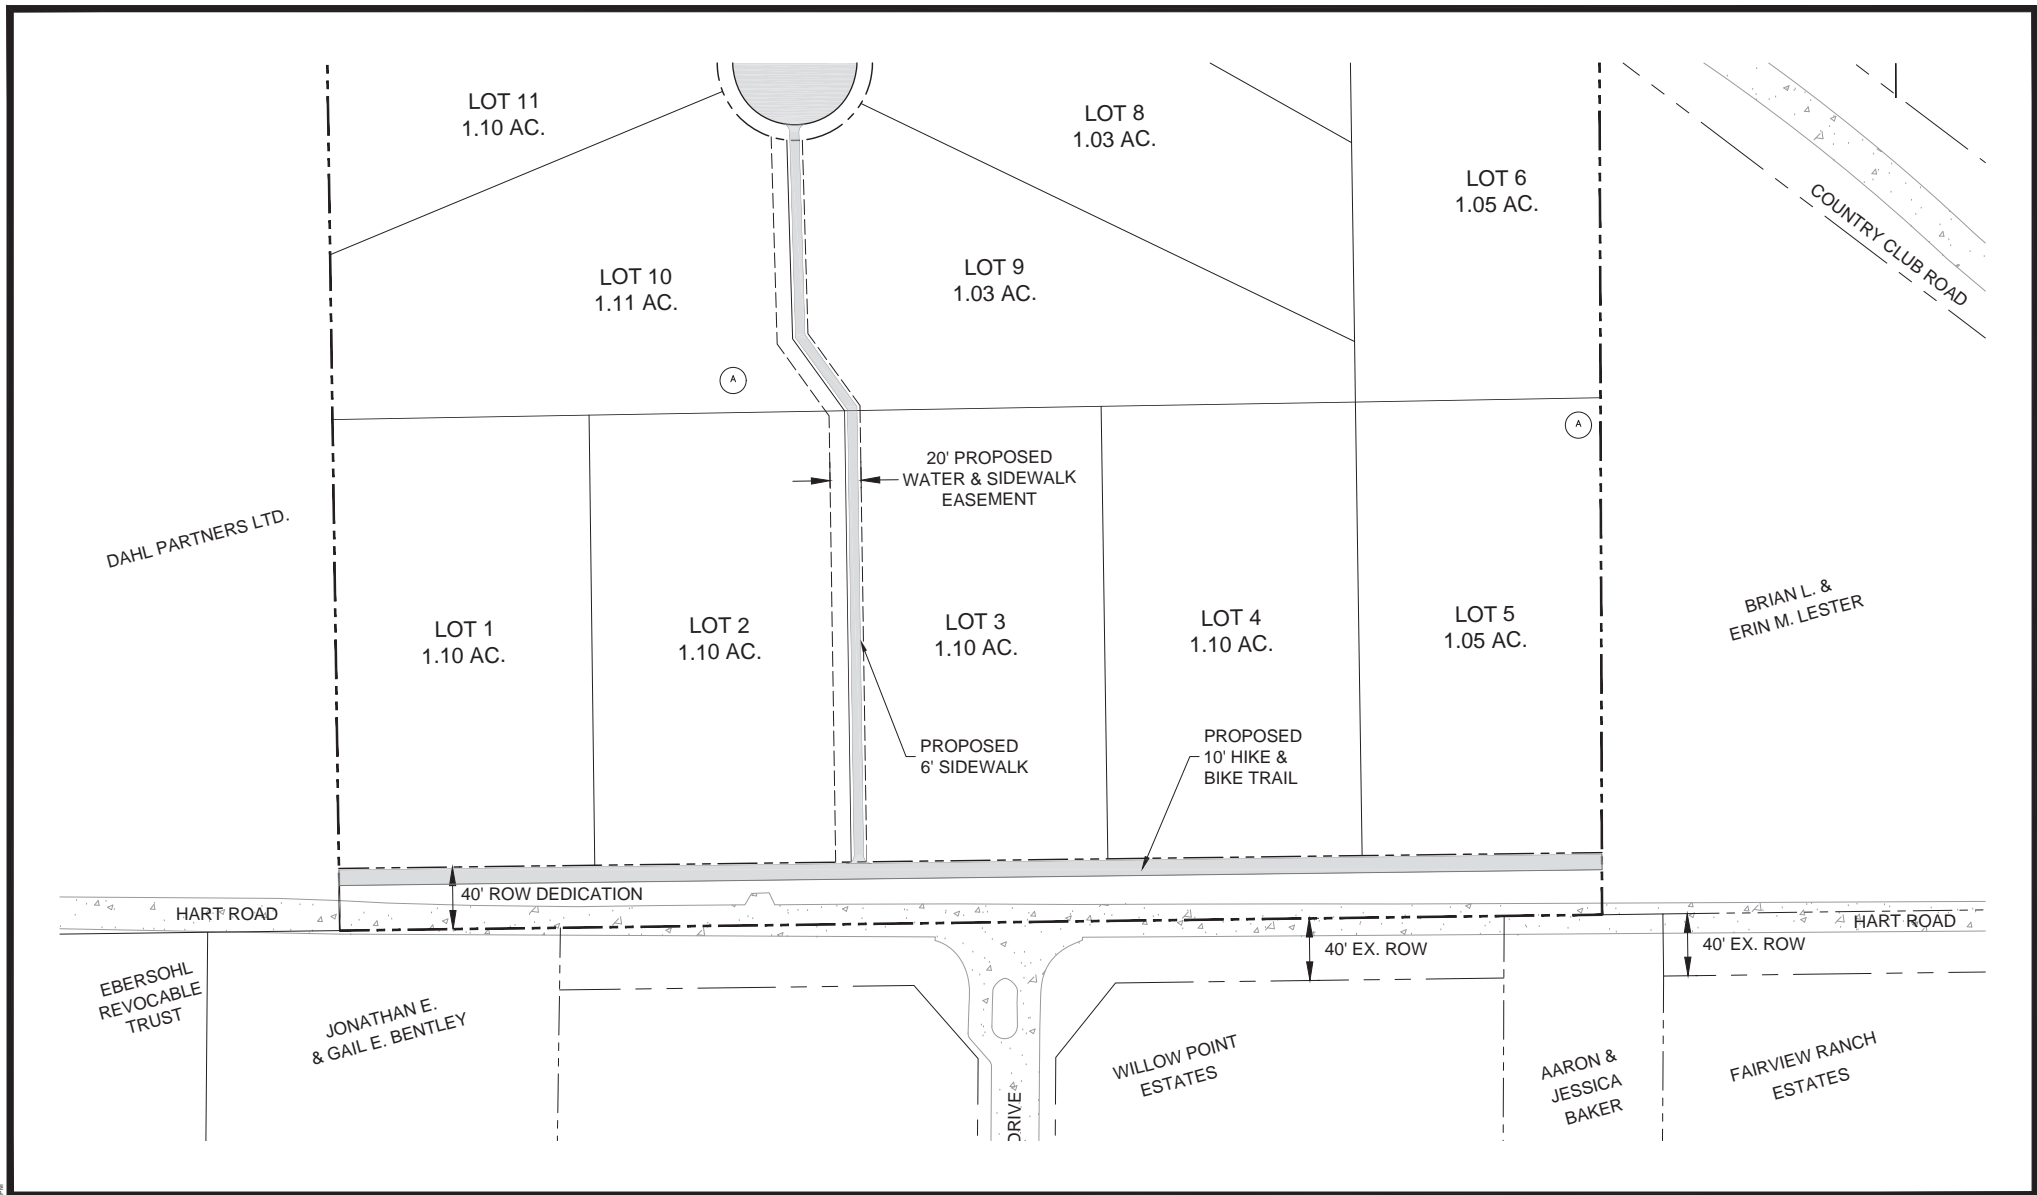 LOT 11
1.10 AC.
LOT 8
1.03 AC.
LOT 6
1.05 AC.
COUNTRY CLUB ROAD
LOT 10
1.11 AC.
LOT 9
1.03 AC.
A
A
20' PROPOSED
WATER & SIDEWALK
EASEMENT
DAHL PARTNERS LTD.
BRIAN L. &
ERIN M. LESTER
LOT 1
1.10 AC.
LOT 2
1.10 AC.
LOT 3
1.10 AC.
LOT 4
1.10 AC.
LOT 5
1.05 AC.
PROPOSED
6' SIDEWALK
PROPOSED
10' HIKE &
BIKE TRAIL
40' ROW DEDICATION
HART ROAD
HART ROAD
40' EX. ROW
40' EX. ROW
EBERSOHL
REVOCABLE
TRUST
JONATHAN E.
& GAIL E. BENTLEY
WILLOW POINT
ESTATES
AARON &
JESSICA
BAKER
FAIRVIEW RANCH
ESTATES
DRIVE